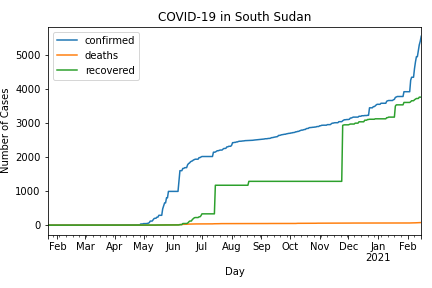 COVID-19 in South Sudan
confirmed
deaths
recovered
Number of Cases
5000
4000
3000
2000
1000
0
Feb Mar Apr May Jun Jul Aug Sep Oct Nov Dec Jan Feb
2021
Day